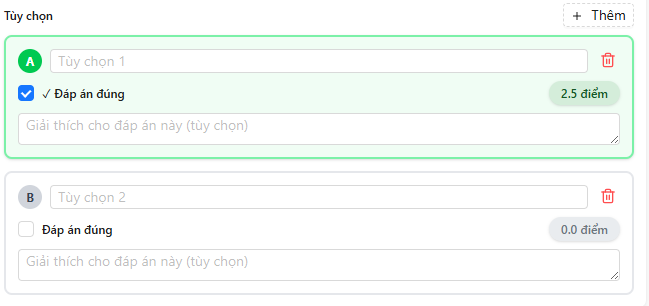 Tùy chọn
+ Thêm
A
Tùy chọn 1
✓ Đáp án đúng
2.5 điểm
Giải thích cho đáp án này (tùy chọn)
B
Tùy chọn 2
Đáp án đúng
0.0 điểm
Giải thích cho đáp án này (tùy chọn)